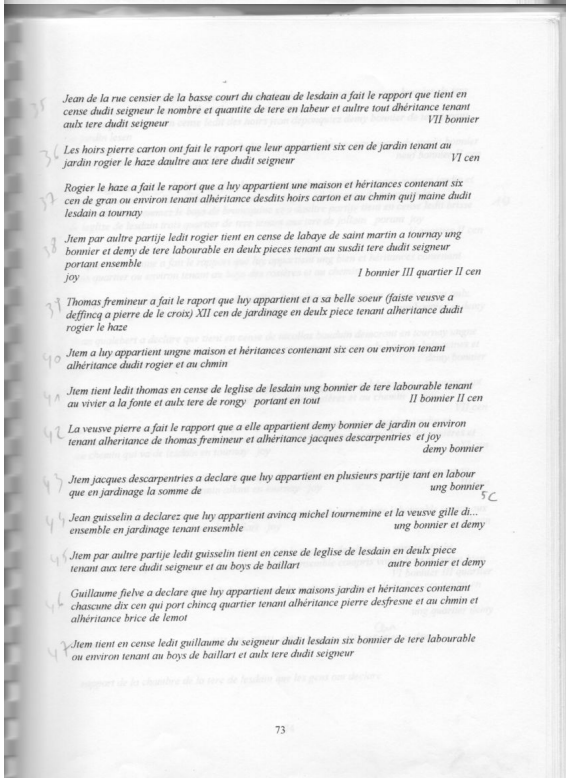 35 Jean de la rue censier de la basse court du chateau de lesdain a fait le rapport que tient en
cense dudit seigneur le nombre et quantite de tere en labeur et aultre tout dhéritance tenant
aulx tere dudit seigneur VII bonnier
36 Les hoirs pierre carton ont fait le raport que leur appartient six cen de jardin tenant au
jardin rogier le haze daultre aux tere dudit seigneur VI cen
37 Rogier le haze a fait le raport que a luy appartient une maison et héritances contenant six
cen de gran ou environ tenant alhéritance desdits hoirs carton et au chmin quij maine dudit
lesdain a tournay
38 Jtem par aultre partije ledit rogier tient en cense de labaye de saint martin a tournay ung
bonnier et demy de tere labourable en deulx pieces tenant au susdit tere dudit seigneur
portant ensemble
joy I bonnier III quartier II cen
39 Thomas fremineur a fait le raport que luy appartient et a sa belle soeur (faiste veusve a
deffincq a pierre de le croix) XII cen de jardinage en deulx piece tenant alheritance dudit
rogier le haze
40 Jtem a luy appartient ungne maison et héritances contenant six cen ou environ tenant
alhéritance dudit rogier et au chmin
41 Jtem tient ledit thomas en cense de leglise de lesdain ung bonnier de tere labourable tenant
au vivier a la fonte et aulx tere de rongy portant en tout II bonnier II cen
42 La veusve pierre a fait le rapport que a elle appartient demy bonnier de jardin ou environ
tenant alheritance de thomas fremineur et alhéritance jacques descarpentries et joy
demy bonnier
43 Jtem jacques descarpentries a declare que luy appartient en plusieurs partije tant en labour
que en jardinage la somme de ung bonnier 5C
44 Jean guisselin a declarez que luy appartient avincq michel tournemine et la veusve gille di...
ensemble en jardinage tenant ensemble ung bonnier et demy
45 Jtem par aultre partije ledit guisselin tient en cense de leglise de lesdain en deulx piece
tenant aux tere dudit seigneur et au boys de baillart autre bonnier et demy
46 Guillaume fielve a declare que luy appartient deux maisons jardin et héritances contenant
chascune dix cen qui port chincq quartier tenant alhéritance pierre desfresne et au chmin et
alhéritance brice de lemot
47 Jtem tient en cense ledit guillaume du seigneur dudit lesdain six bonnier de tere labourable
ou environ tenant au boys de baillart et aulx tere dudit seigneur
73